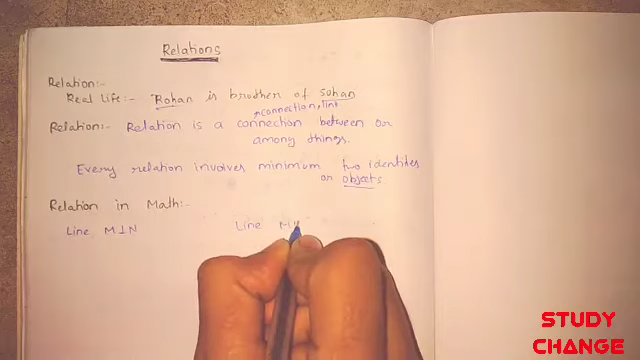 Relations
Relation:-
Real Life:- Rohan is brother of sohan
connection, link
Relation:- Relation is a connection between or
among things.
Every relation involves minimum two identites
or objects
Relation in Math:-
Line M⊥N Line M
STUDY
CHANGE